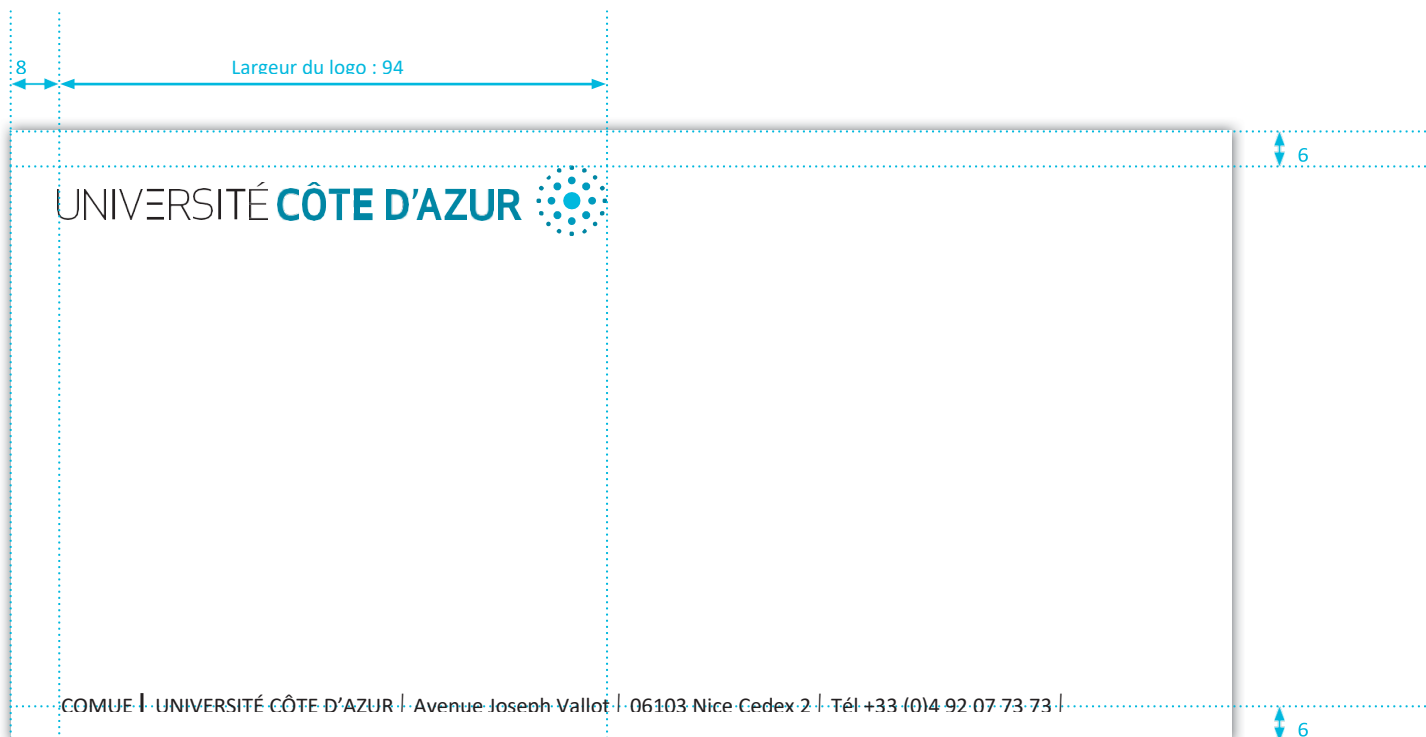 8
Largeur du logo : 94
6
UNIVERSITÉ CÔTE D'AZUR
COMUE | UNIVERSITÉ CÔTE D'AZUR | Avenue Joseph Vallot | 06103 Nice Cedex 2 | Tél +33 (0)4 92 07 73 73 |
6